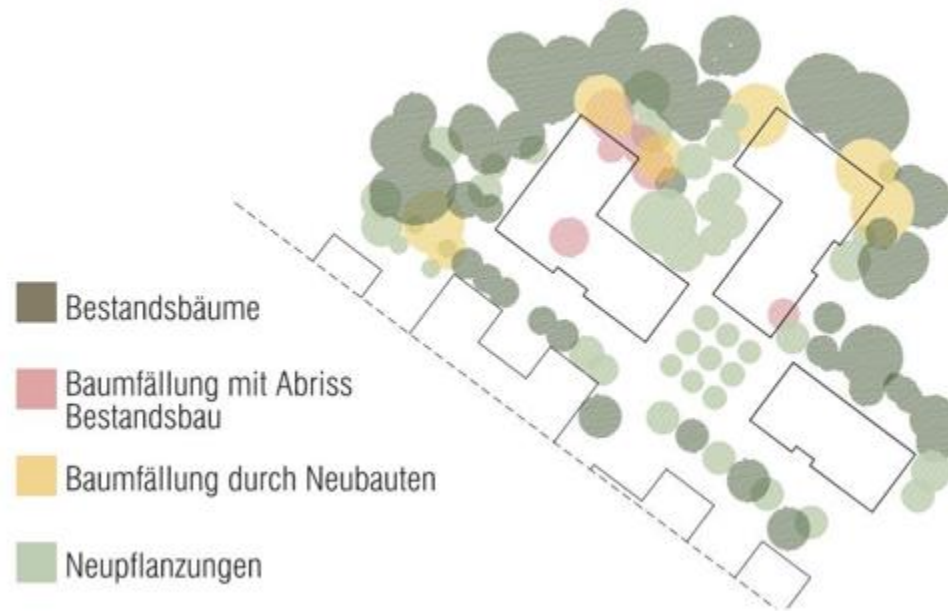 Bestandsbäume
Baumfällung mit Abriss
Bestandsbau
Baumfällung durch Neubauten
Neupflanzungen